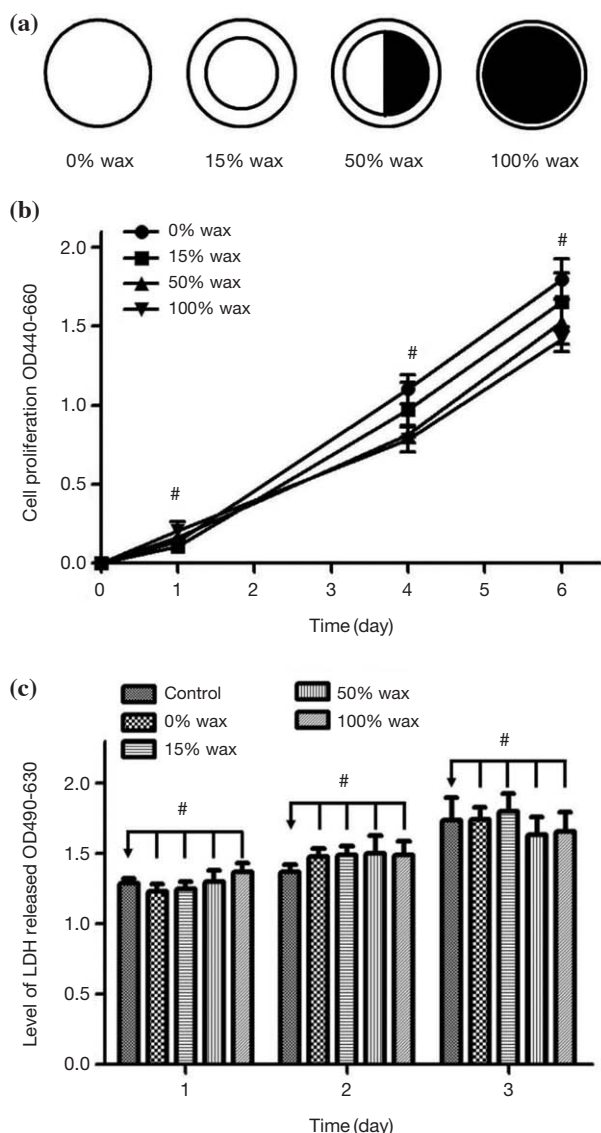 (a)
0% wax 15% wax 50% wax 100% wax
(b)
0% wax
15% wax
50% wax
100% wax
#
#
#
Cell proliferation OD440-660
2.0
1.5
1.0
0.5
0.0
0 1 2 3 4 5 6
Time (day)
(c)
Control
0% wax
15% wax
50% wax
100% wax
#
#
#
Level of LDH released OD490-630
2.0
1.5
1.0
0.5
0.0
1 2 3
Time (day)